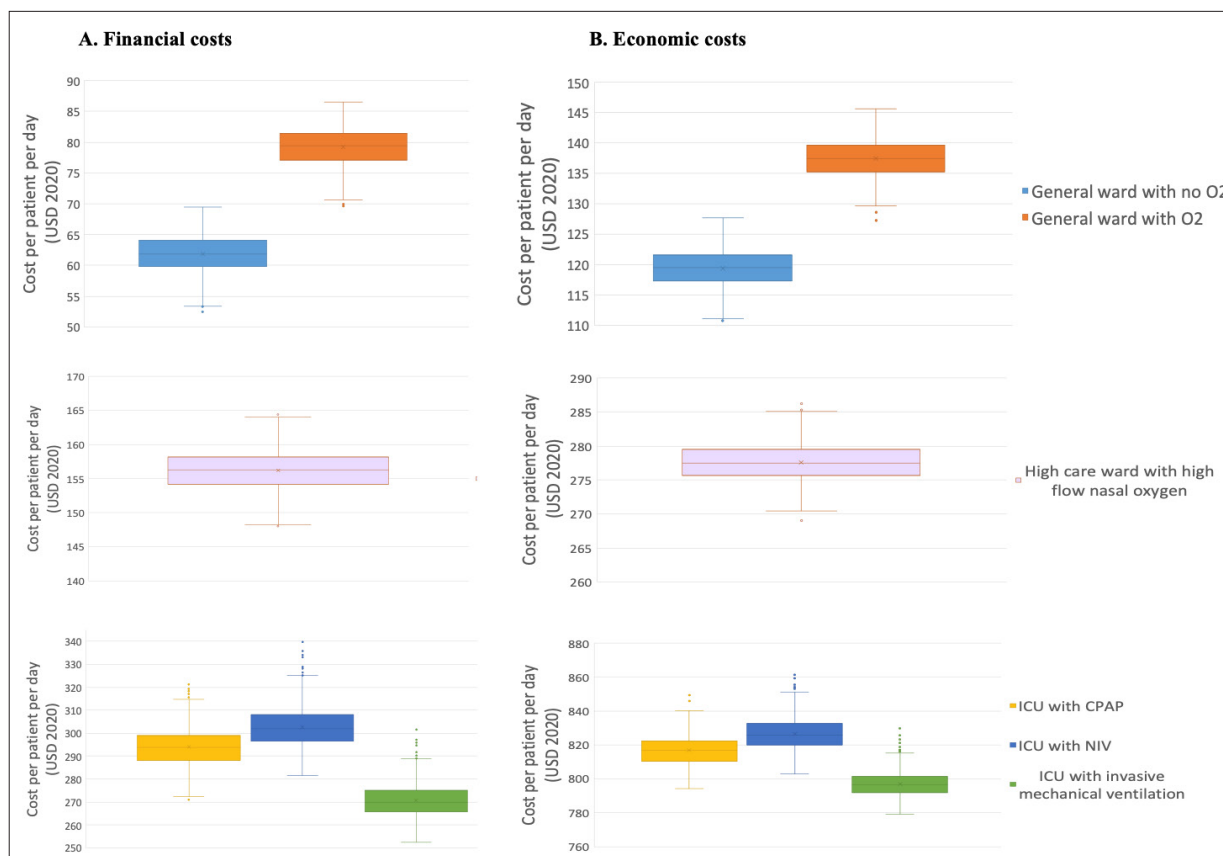 A. Financial costs
B. Economic costs
Cost per patient per day
(USD 2020)
90
85
80
75
70
65
60
55
50
Cost per patient per day
(USD 2020)
150
145
140
135
130
125
120
115
110
General ward with no O2
General ward with O2
Cost per patient per day
(USD 2020)
170
165
160
155
150
145
140
Cost per patient per day
(USD 2020)
290
285
280
275
270
265
260
High care ward with high
flow nasal oxygen
Cost per patient per day
(USD 2020)
340
330
320
310
300
290
280
270
260
250
Cost per patient per day
(USD 2020)
880
860
840
820
800
780
760
ICU with CPAP
ICU with NIV
ICU with invasive
mechanical ventilation